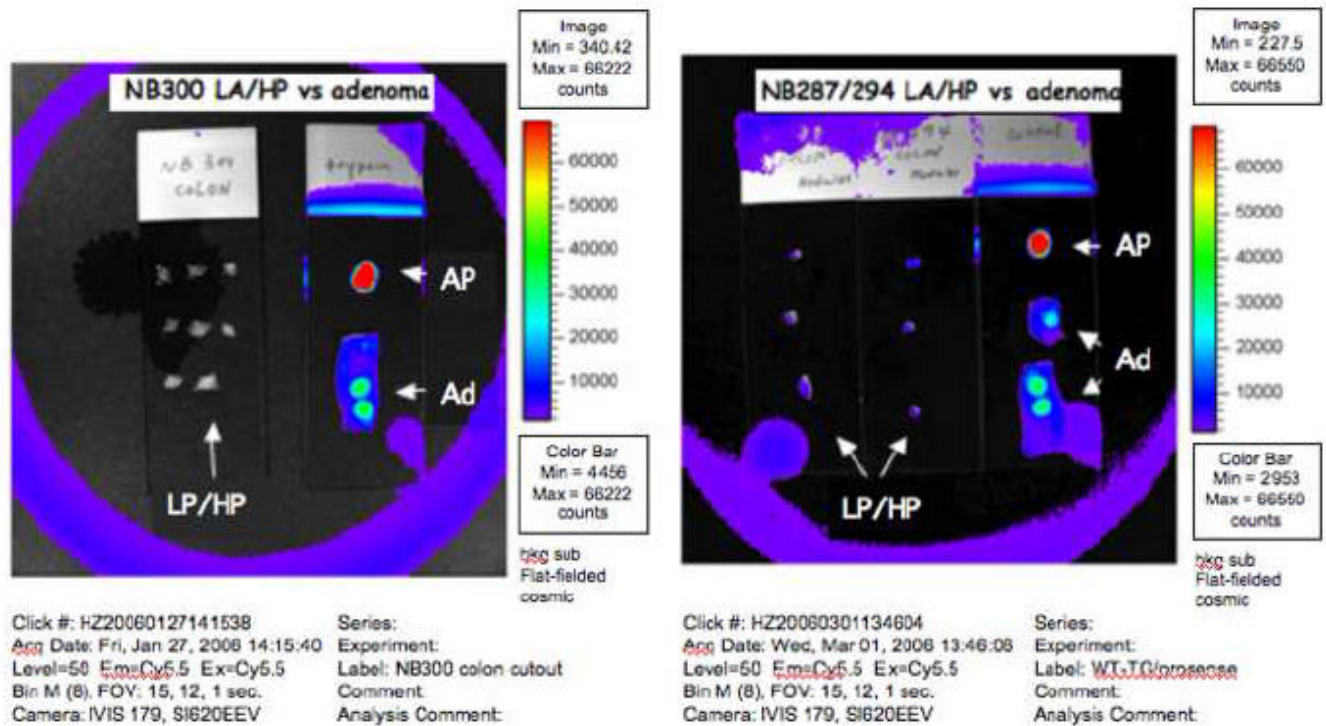 Image
Min = 340.42
Max = 66222
counts
NB300 LA/HP vs adenoma
NB 300
COLON
trypsin
60000
50000
40000
30000
20000
10000
AP
Ad
LP/HP
Color Bar
Min = 4456
Max = 66222
counts
bkg sub
Flat-fielded
cosmic
Click #: HZ20060127141538
Acq Date: Fri, Jan 27, 2006 14:15:40
Level=50 Em=Cy5.5 Ex=Cy5.5
Bin M (8), FOV: 15, 12, 1 sec.
Camera: IVIS 179, SI620EEV
Series:
Experiment:
Label: NB300 colon cutout
Comment:
Analysis Comment:
Image
Min = 227.5
Max = 66550
counts
NB287/294 LA/HP vs adenoma
COLON
Nodules
Control
60000
50000
40000
30000
20000
10000
AP
Ad
LP/HP
Color Bar
Min = 2953
Max = 66550
counts
bkg sub
Flat-fielded
cosmic
Click #: HZ20060301134604
Acq Date: Wed, Mar 01, 2006 13:46:08
Level=50 Em=Cy5.5 Ex=Cy5.5
Bin M (8), FOV: 15, 12, 1 sec.
Camera: IVIS 179, SI620EEV
Series:
Experiment:
Label: WT-TG/prosense
Comment:
Analysis Comment: